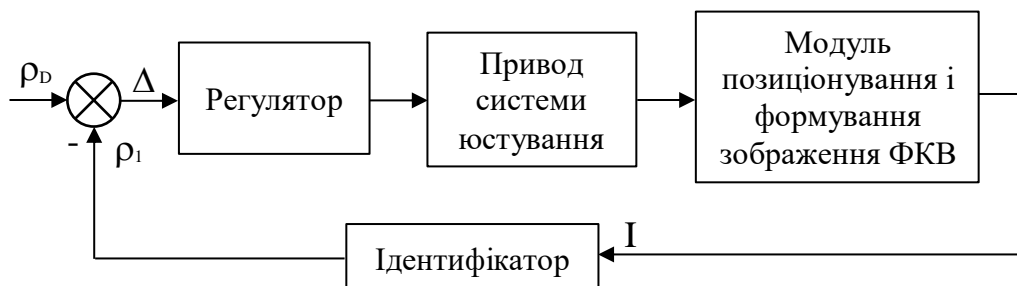 ρD
Δ
-
ρ1
Регулятор
Привод
системи
юстування
Модуль
позиціонування і
формування
зображення ФКВ
I
Ідентифікатор